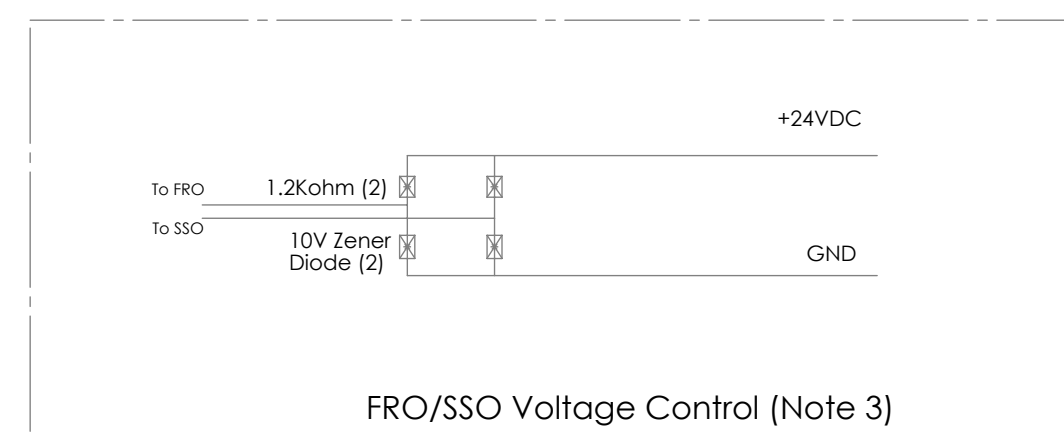 +24VDC
To FRO
1.2Kohm (2)
To SSO
10V Zener
Diode (2)
GND
FRO/SSO Voltage Control (Note 3)